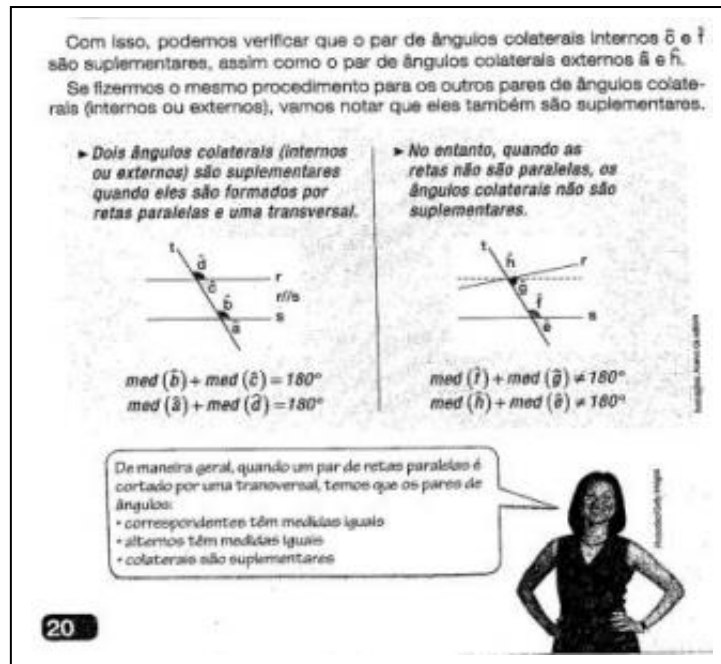 Com isso, podemos verificar que o par de ângulos colaterais internos ĉ e f̂
são suplementares, assim como o par de ângulos colaterais externos â e ĥ.
Se fizermos o mesmo procedimento para os outros pares de ângulos colate-
rais (internos ou externos), vamos notar que eles também são suplementares.
▸ Dois ângulos colaterais (internos
ou externos) são suplementares
quando eles são formados por
retas paralelas e uma transversal.
t
d̂
r
ĉ
r//s
b̂
s
â
med (b̂) + med (ĉ) = 180°
med (â) + med (d̂) = 180°
▸ No entanto, quando as
retas não são paralelas, os
ângulos colaterais não são
suplementares.
t
ĥ
r
ĝ
f̂
s
ê
med (f̂) + med (ĝ) ≠ 180°
med (ĥ) + med (ê) ≠ 180°
De maneira geral, quando um par de retas paralelas é
cortado por uma transversal, temos que os pares de
ângulos:
• correspondentes têm medidas iguais
• alternos têm medidas iguais
• colaterais são suplementares
20